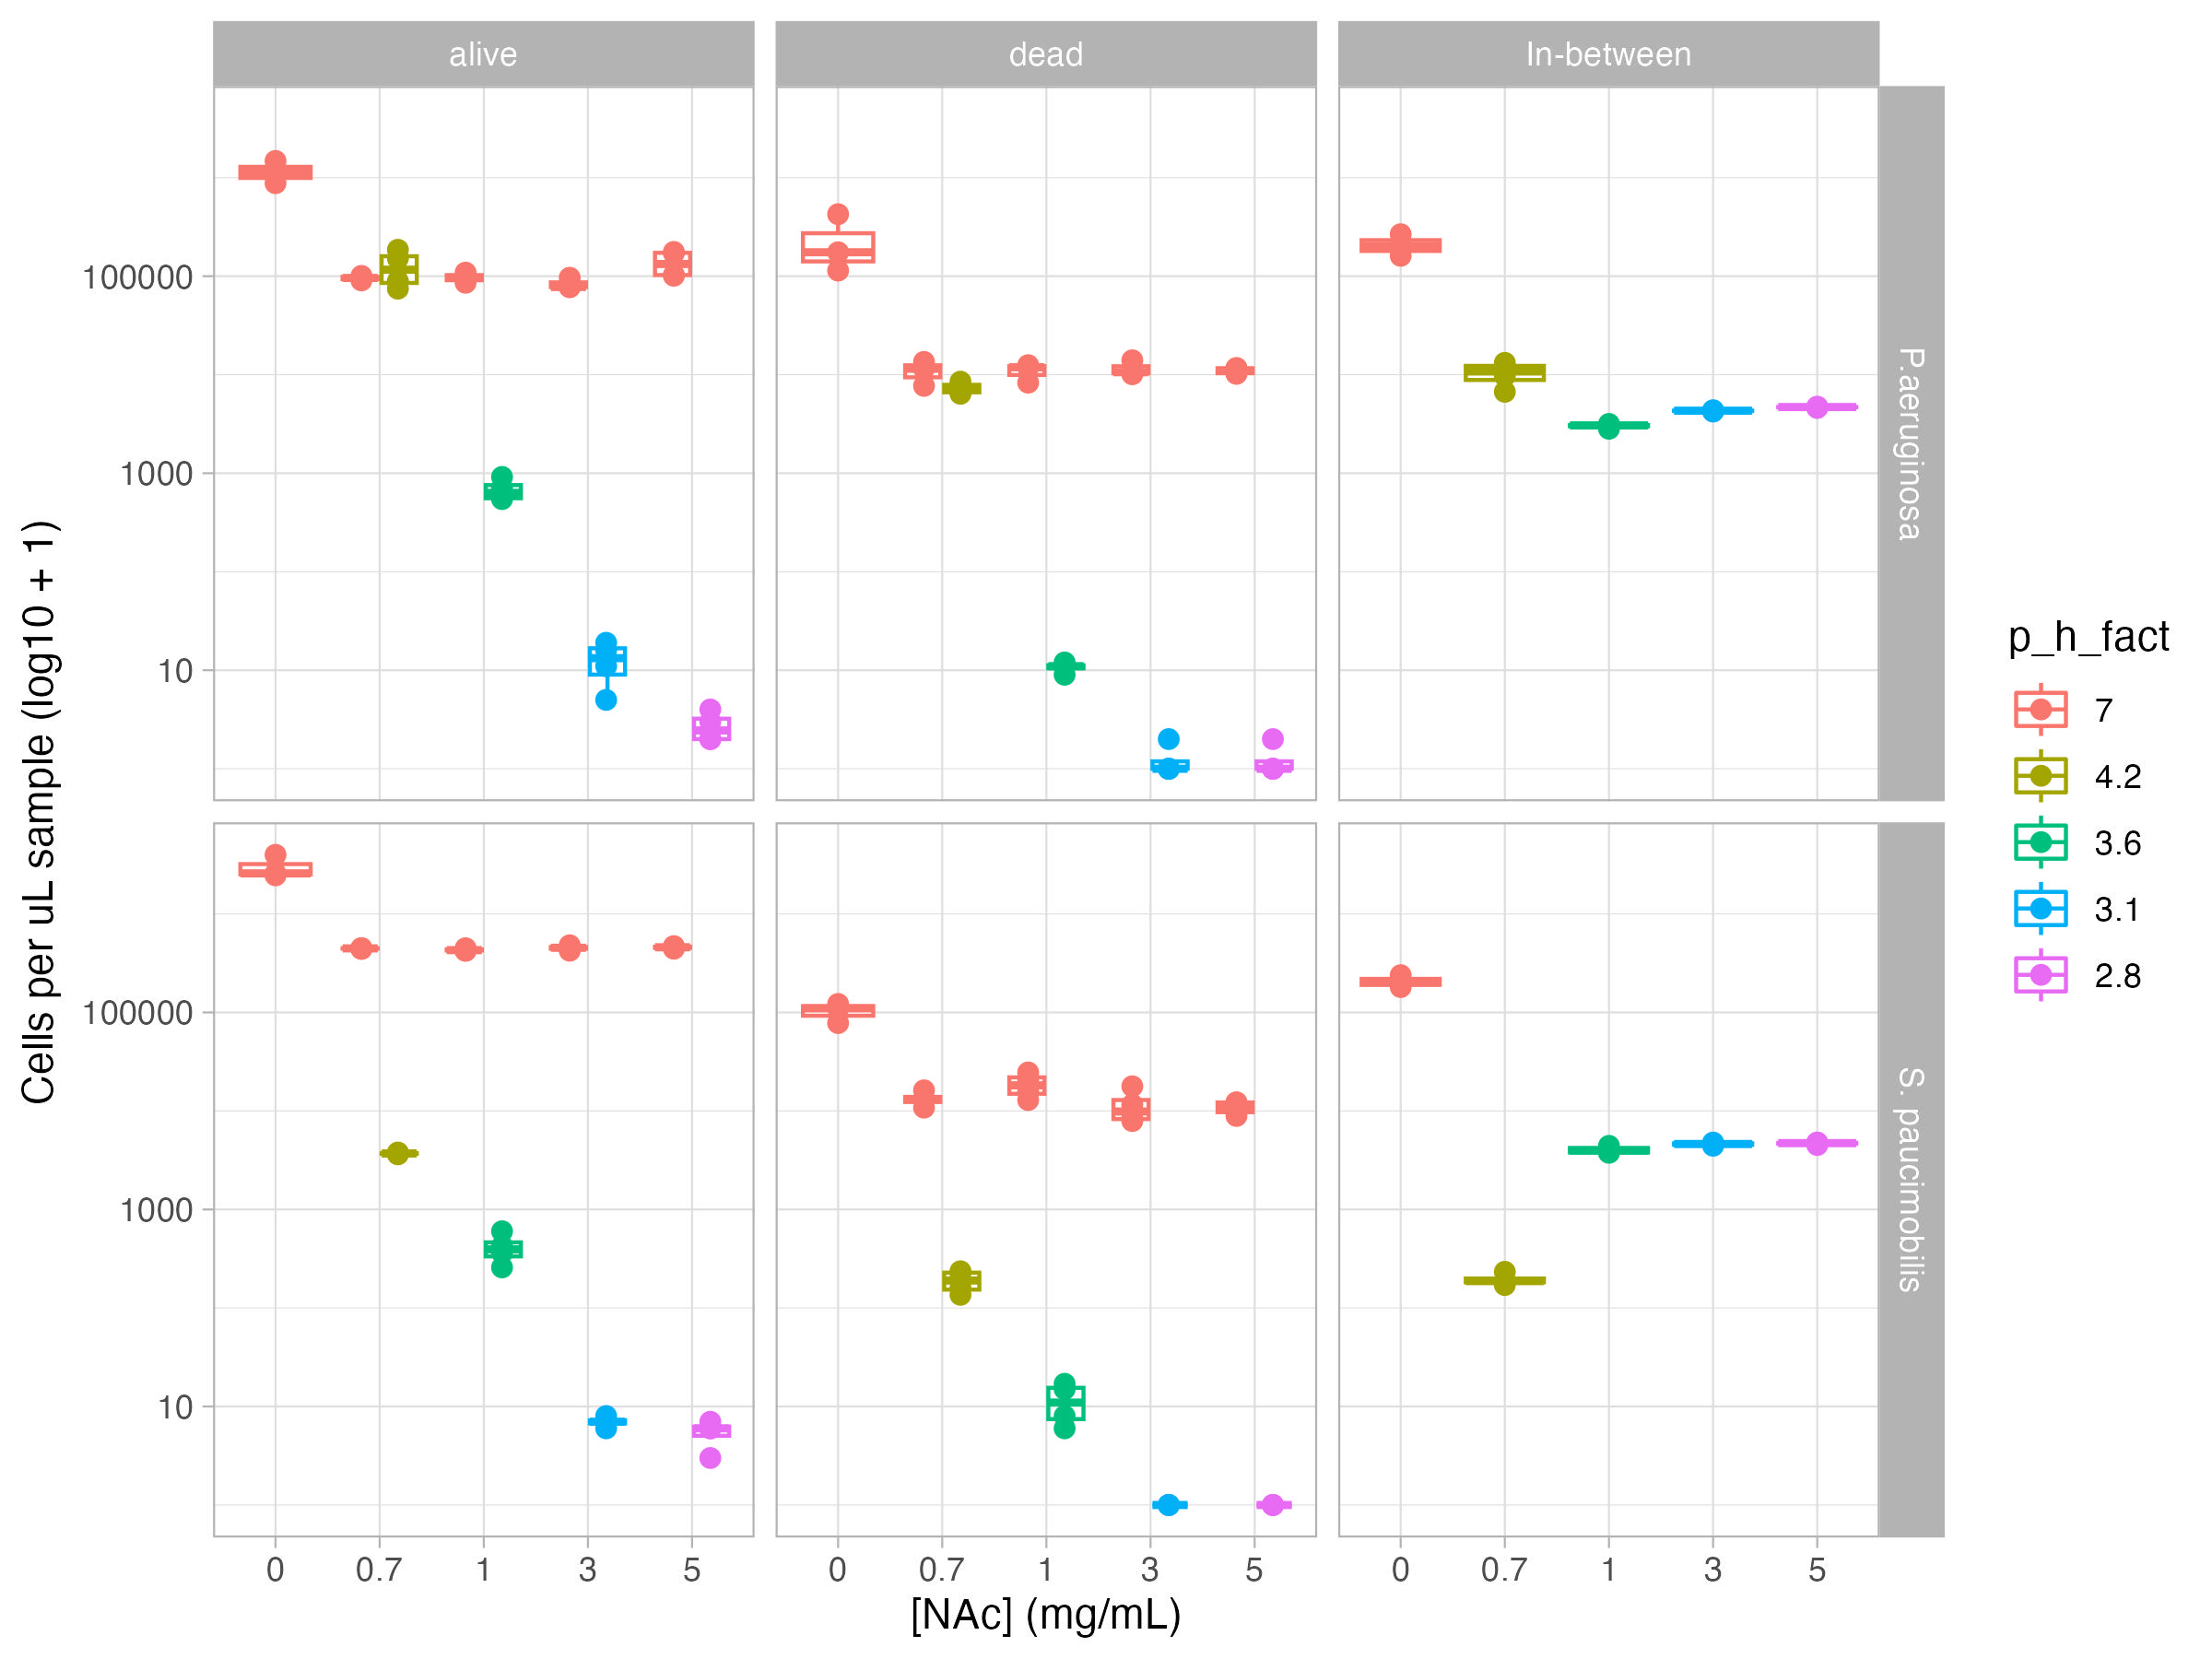 alive
dead
In-between
P.aeruginosa
S. paucimobilis
Cells per uL sample (log10 + 1)
100000
1000
10
100000
1000
10
0 0.7 1 3 5
0 0.7 1 3 5
0 0.7 1 3 5
[NAc] (mg/mL)
p_h_fact
7
4.2
3.6
3.1
2.8